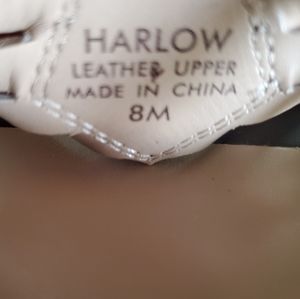 HARLOW
LEATHER UPPER
MADE IN CHINA
8M